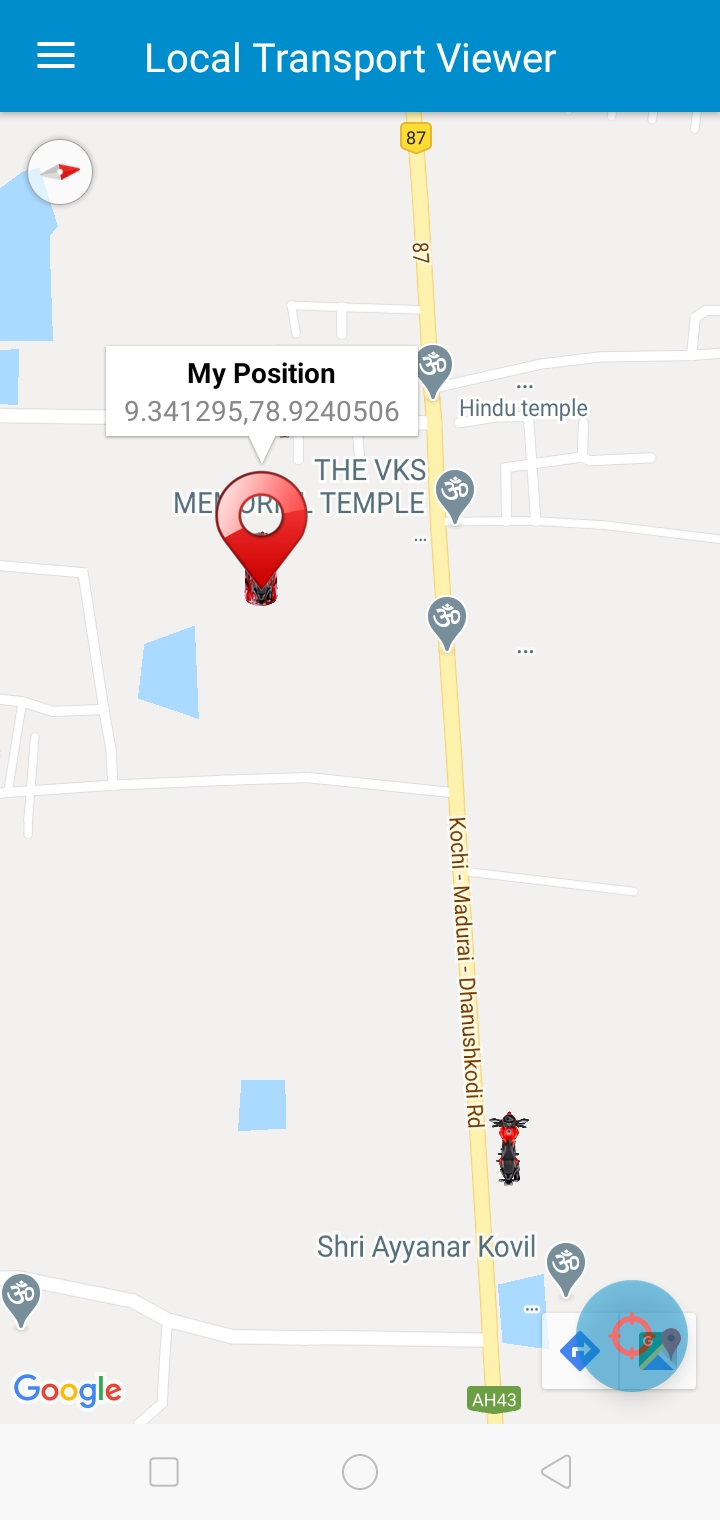 Local Transport Viewer
87
87
My Position
9.341295,78.9240506
...
Hindu temple
THE VKS
TEMPLE
...
...
Kochi - Madurai - Dhanushkodi Rd
Shri Ayyanar Kovil
...
G
Google
AH43